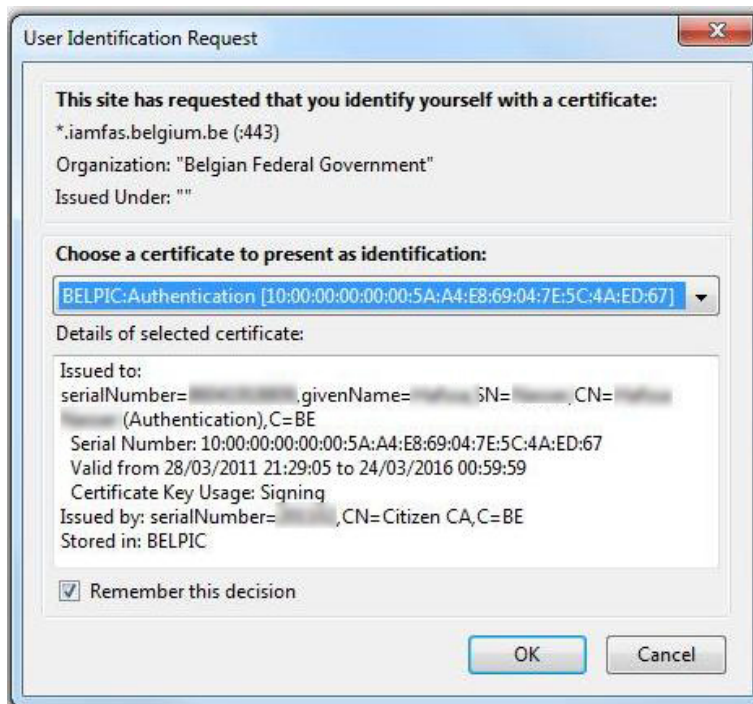 User Identification Request
This site has requested that you identify yourself with a certificate:
*.iamfas.belgium.be (:443)
Organization: "Belgian Federal Government"
Issued Under: ""
Choose a certificate to present as identification:
BELPIC:Authentication [10:00:00:00:00:00:5A:A4:E8:69:04:7E:5C:4A:ED:67]
Details of selected certificate:
Issued to:
serialNumber= ,givenName= SN= ,CN=
(Authentication),C=BE
Serial Number: 10:00:00:00:00:00:5A:A4:E8:69:04:7E:5C:4A:ED:67
Valid from 28/03/2011 21:29:05 to 24/03/2016 00:59:59
Certificate Key Usage: Signing
Issued by: serialNumber= ,CN=Citizen CA,C=BE
Stored in: BELPIC
Remember this decision
OK
Cancel